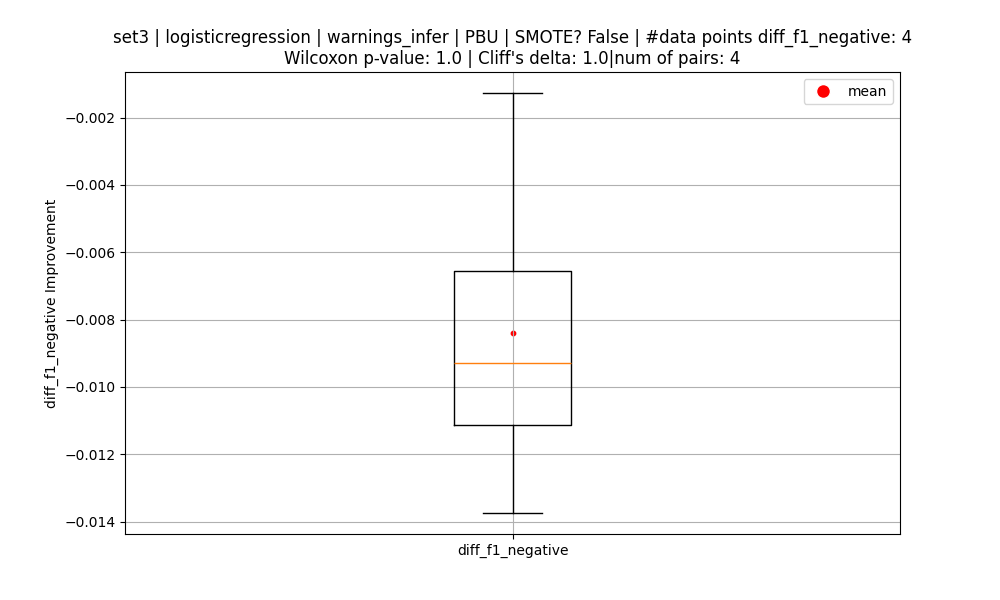 set3 | logisticregression | warnings_infer | PBU | SMOTE? False | #data points diff_f1_negative: 4
Wilcoxon p-value: 1.0 | Cliff's delta: 1.0|num of pairs: 4
mean
−0.002
−0.004
−0.006
−0.008
−0.010
−0.012
−0.014
diff_f1_negative Improvement
diff_f1_negative